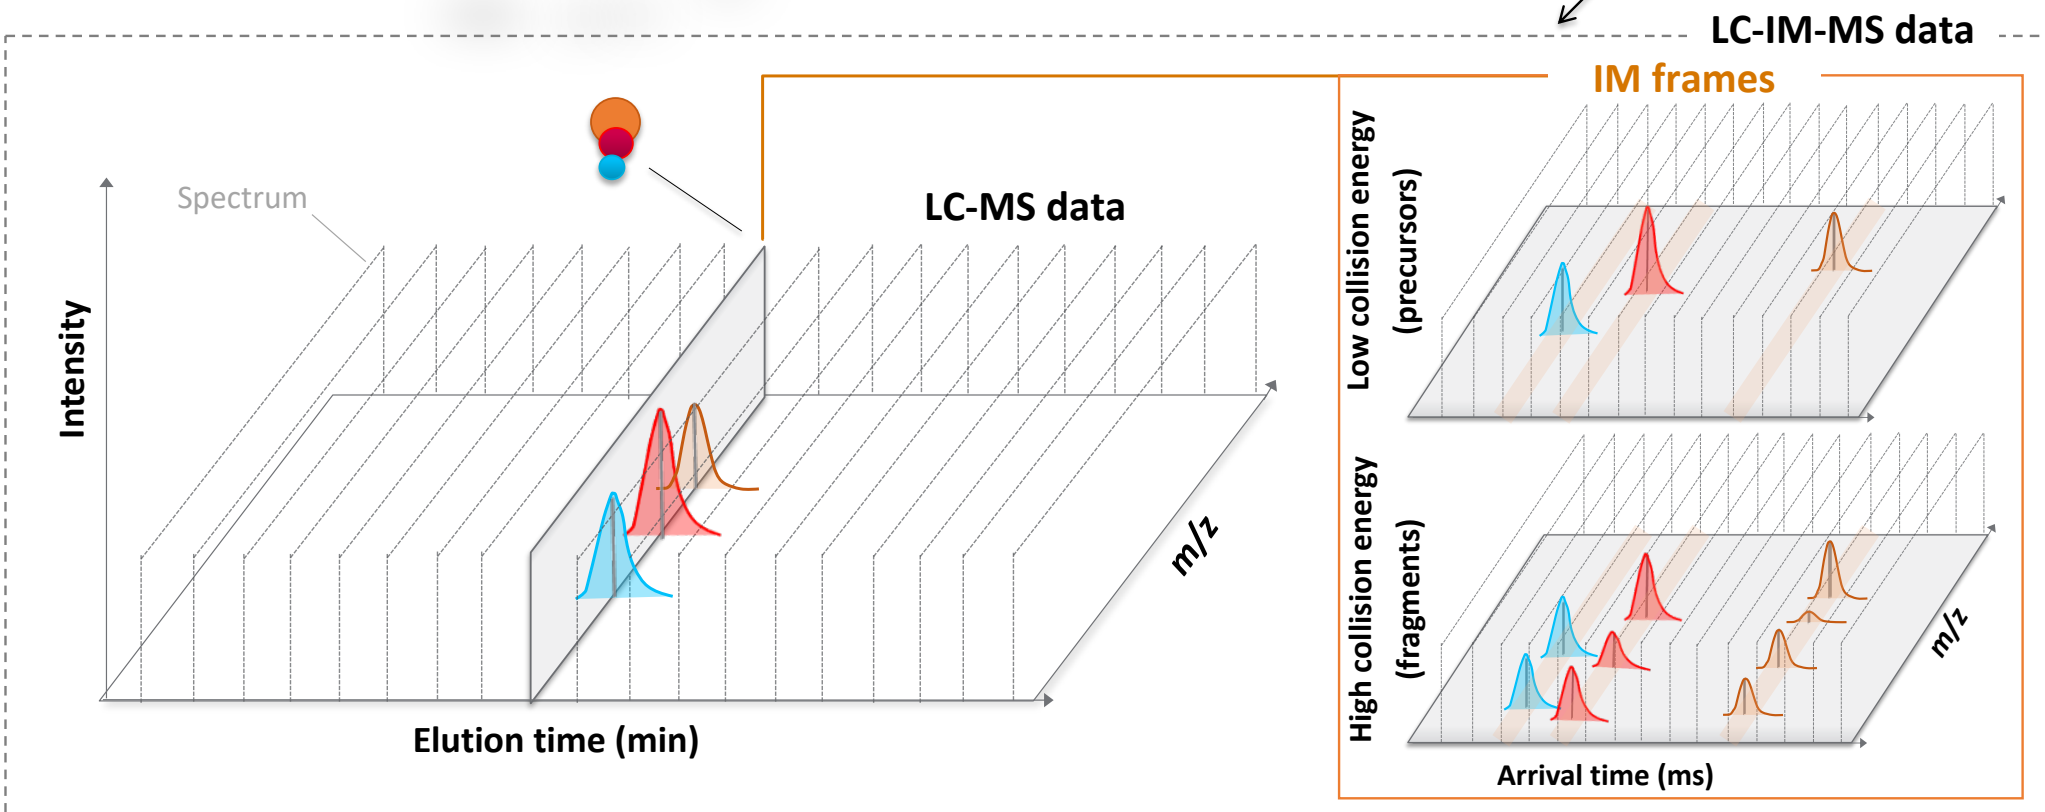 LC-IM-MS data
IM frames
Spectrum
LC-MS data
Intensity
m/z
Elution time (min)
Low collision energy
(precursors)
High collision energy
(fragments)
m/z
Arrival time (ms)